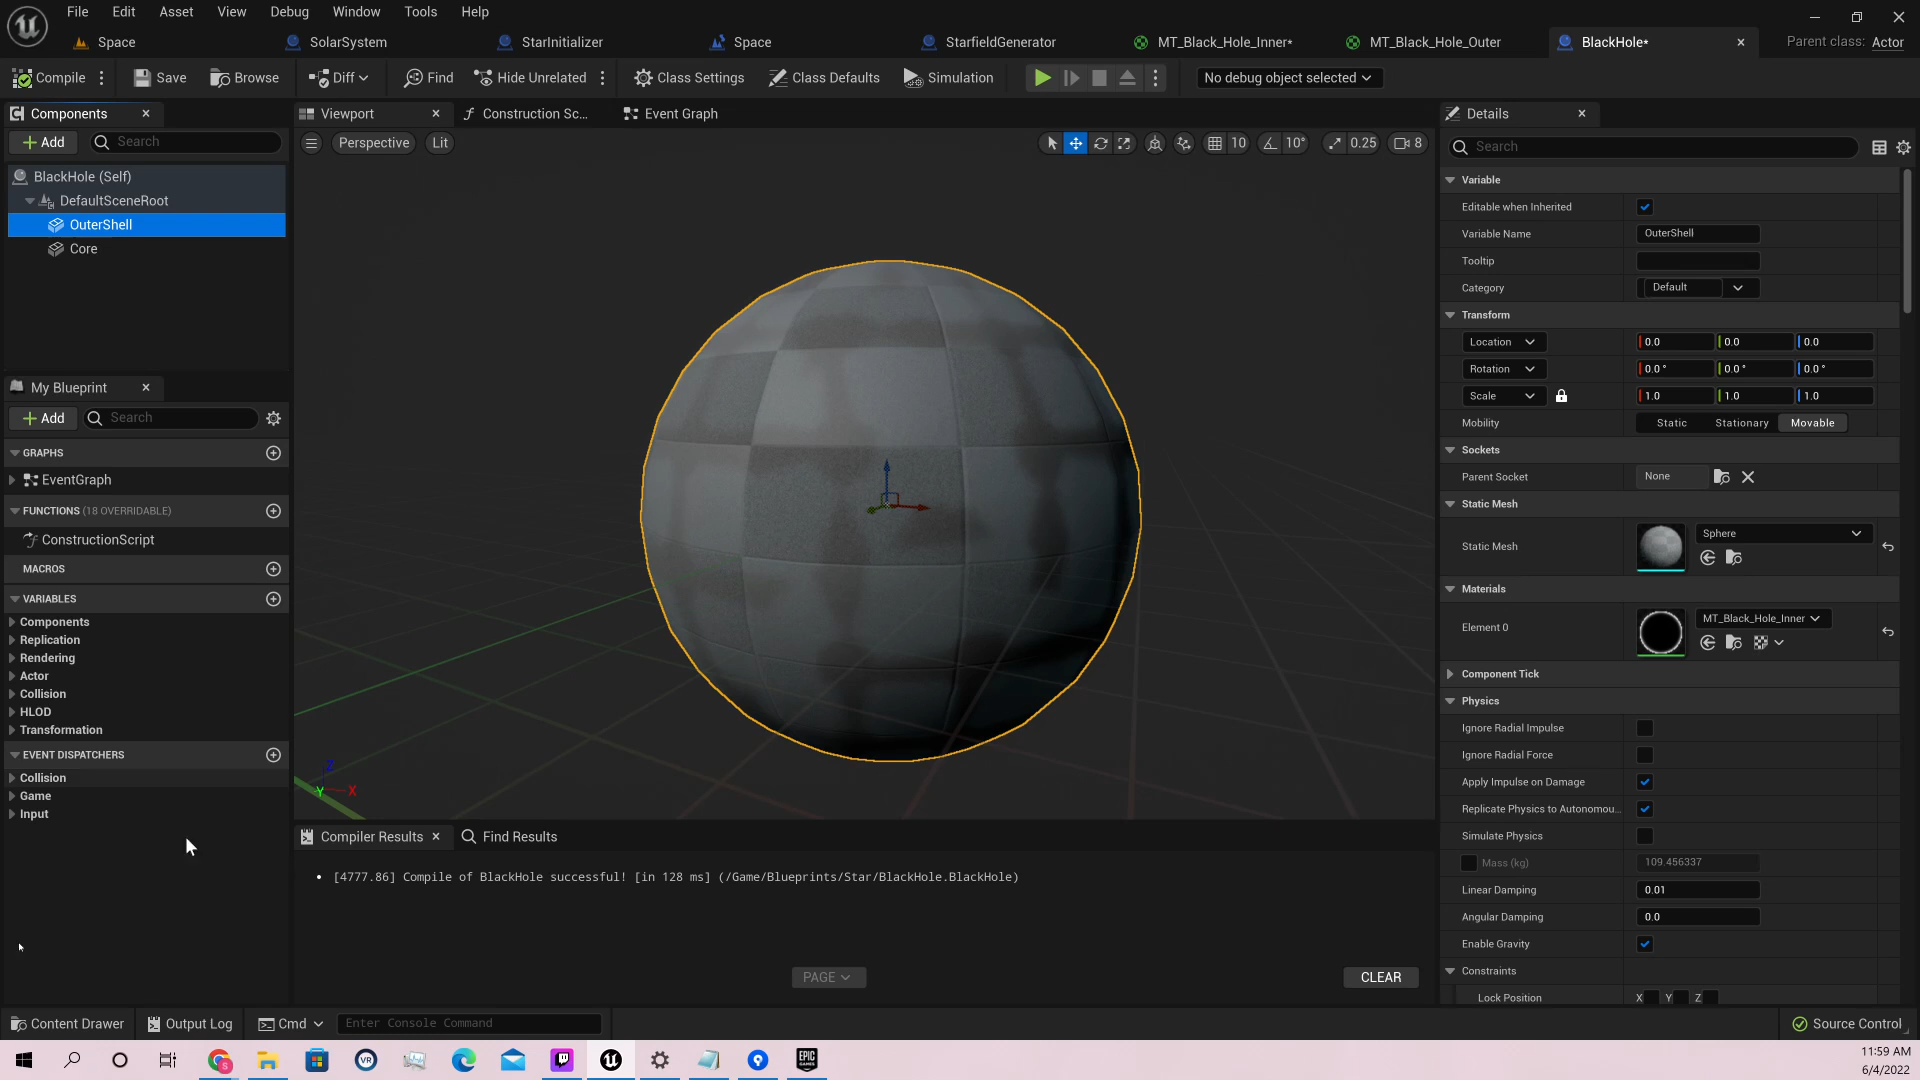 File Edit Asset View Debug Window Tools Help
Space SolarSystem StarInitializer Space StarfieldGenerator MT_Black_Hole_Inner* MT_Black_Hole_Outer BlackHole* Parent class: Actor
Compile Save Browse Diff Find Hide Unrelated Class Settings Class Defaults Simulation No debug object selected
Components
Add Search
BlackHole (Self)
DefaultSceneRoot
OuterShell
Core
My Blueprint
Add Search
GRAPHS
EventGraph
FUNCTIONS (18 OVERRIDABLE)
ConstructionScript
MACROS
VARIABLES
Components
Replication
Rendering
Actor
Collision
HLOD
Transformation
EVENT DISPATCHERS
Collision
Game
Input
Viewport Construction Sc... Event Graph
Perspective Lit 10 10° 0.25 8
Z
Y X
Compiler Results Find Results
• [4777.86] Compile of BlackHole successful! [in 128 ms] (/Game/Blueprints/Star/BlackHole.BlackHole)
PAGE CLEAR
Details
Search
Variable
Editable when Inherited
Variable Name OuterShell
Tooltip
Category Default
Transform
Location 0.0 0.0 0.0
Rotation 0.0° 0.0° 0.0°
Scale 1.0 1.0 1.0
Mobility Static Stationary Movable
Sockets
Parent Socket None
Static Mesh
Static Mesh Sphere
Materials
Element 0 MT_Black_Hole_Inner
Component Tick
Physics
Ignore Radial Impulse
Ignore Radial Force
Apply Impulse on Damage
Replicate Physics to Autonomou...
Simulate Physics
Mass (kg) 109.456337
Linear Damping 0.01
Angular Damping 0.0
Enable Gravity
Constraints
Lock Position X Y Z
Content Drawer Output Log Cmd Enter Console Command Source Control
VR EPIC GAMES
11:59 AM
6/4/2022